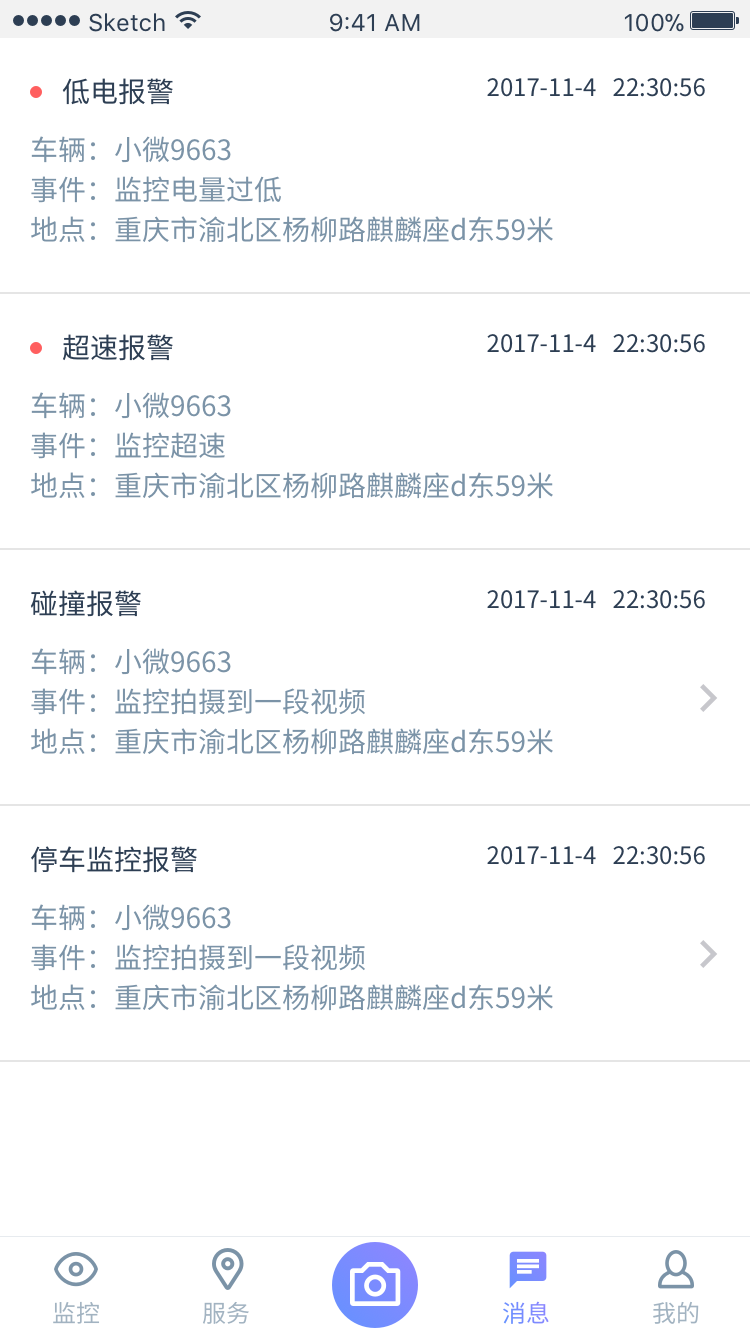 Sketch 9:41 AM 100%
低电报警 2017-11-4 22:30:56
车辆：小微9663
事件：监控电量过低
地点：重庆市渝北区杨柳路麒麟座d东59米
超速报警 2017-11-4 22:30:56
车辆：小微9663
事件：监控超速
地点：重庆市渝北区杨柳路麒麟座d东59米
碰撞报警 2017-11-4 22:30:56
车辆：小微9663
事件：监控拍摄到一段视频
地点：重庆市渝北区杨柳路麒麟座d东59米
停车监控报警 2017-11-4 22:30:56
车辆：小微9663
事件：监控拍摄到一段视频
地点：重庆市渝北区杨柳路麒麟座d东59米
监控 服务 消息 我的